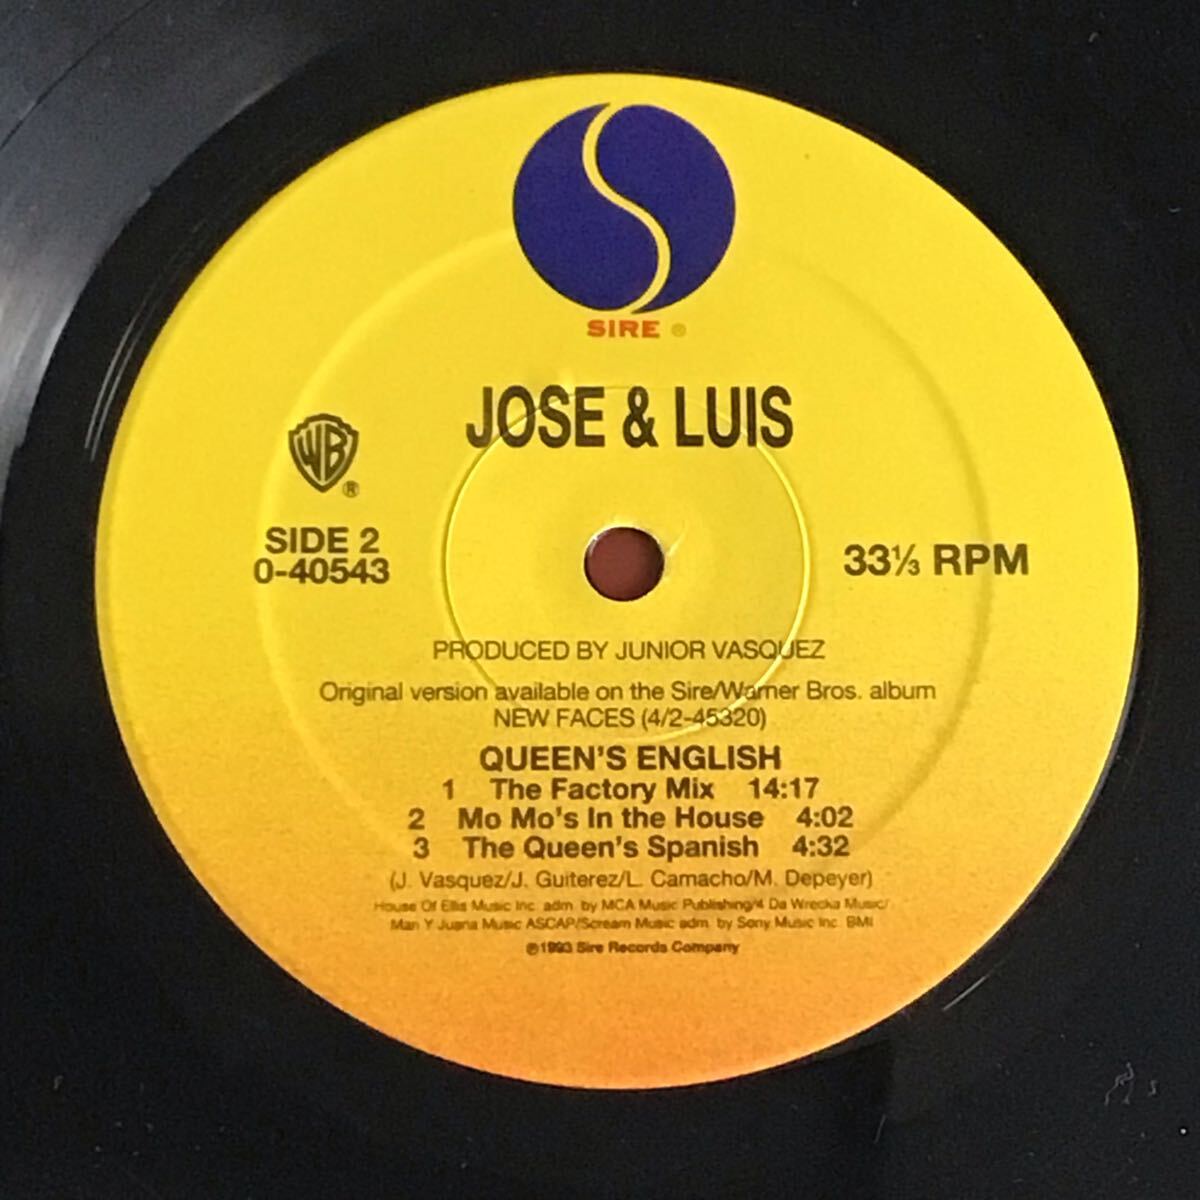 SIRE ®
JOSE & LUIS
WB ®
SIDE 2
0-40543
33⅓ RPM
PRODUCED BY JUNIOR VASQUEZ
Original version available on the Sire/Warner Bros. album
NEW FACES (4/2-45320)
QUEEN'S ENGLISH
1 The Factory Mix 14:17
2 Mo Mo's In the House 4:02
3 The Queen's Spanish 4:32
(J. Vasquez/J. Guiterez/L. Camacho/M. Depeyer)
House Of Ellis Music Inc. adm. by MCA Music Publishing/4 Da Wrecka Music/
Man Y Juana Music ASCAP/Scream Music adm. by Sony Music Inc. BMI
℗1993 Sire Records Company